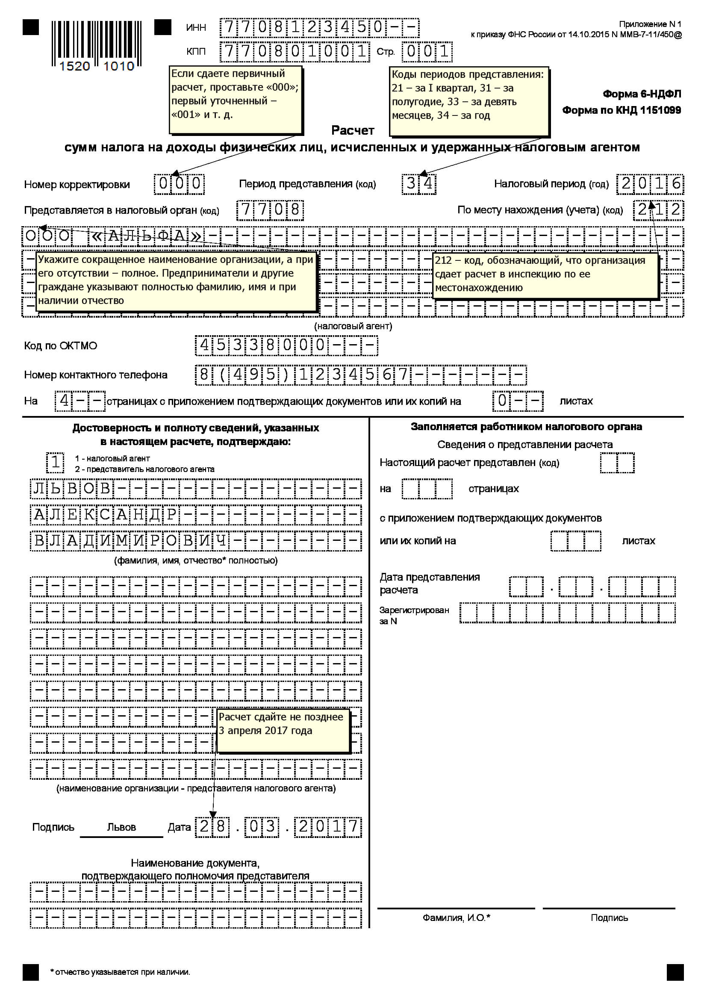 ИНН 7708123450--
Приложение N 1
к приказу ФНС России от 14.10.2015 N ММВ-7-11/450@
КПП 770801001 Стр. 001
1520 1010
Если сдаете первичный
расчет, проставьте «000»;
первый уточненный –
«001» и т. д.
Коды периодов представления:
21 – за I квартал, 31 – за
полугодие, 33 – за девять
месяцев, 34 – за год
Форма 6-НДФЛ
Форма по КНД 1151099
Расчет
сумм налога на доходы физических лиц, исчисленных и удержанных налоговым агентом
Номер корректировки 000 Период представления (код) 34 Налоговый период (год) 2016
Представляется в налоговый орган (код) 7708 По месту нахождения (учета) (код) 212
ООО «АЛЬФА»-----------------------------
Укажите сокращенное наименование организации, а при
его отсутствии – полное. Предприниматели и другие
граждане указывают полностью фамилию, имя и при
наличии отчество
212 – код, обозначающий, что организация
сдает расчет в инспекцию по ее
местонахождению
(налоговый агент)
Код по ОКТМО 45338000---
Номер контактного телефона 8(495)1234567-------
На 4-- страницах с приложением подтверждающих документов или их копий на 0-- листах
Достоверность и полноту сведений, указанных
в настоящем расчете, подтверждаю:
1 1 - налоговый агент
2 - представитель налогового агента
ЛЬВОВ---------------
АЛЕКСАНДР-----------
ВЛАДИМИРОВИЧ--------
(фамилия, имя, отчество* полностью)
--------------------
--------------------
--------------------
--------------------
--------------------
Расчет сдайте не позднее
3 апреля 2017 года
--------------------
(наименование организации - представителя налогового агента)
Подпись Львов Дата 28.03.2017
Наименование документа,
подтверждающего полномочия представителя
--------------------
--------------------
Заполняется работником налогового органа
Сведения о представлении расчета
Настоящий расчет представлен (код)
на страницах
с приложением подтверждающих документов
или их копий на листах
Дата представления
расчета . .
Зарегистрирован
за N
Фамилия, И.О.* Подпись
* отчество указывается при наличии.